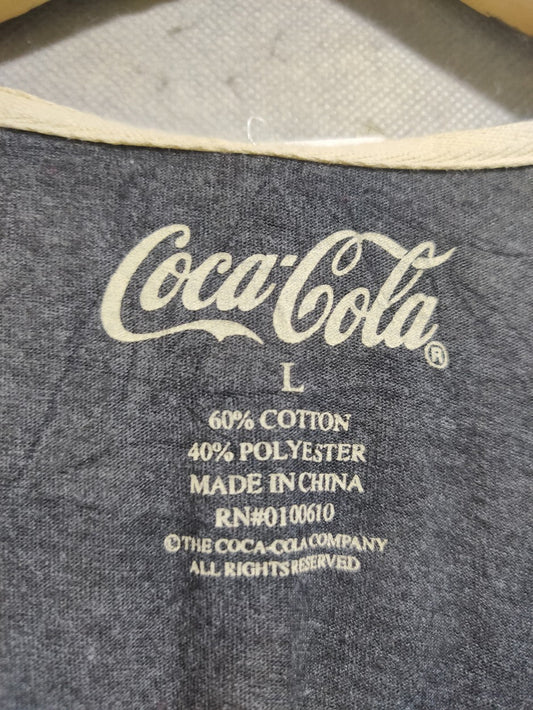 Coca-Cola®
L
60% COTTON
40% POLYESTER
MADE IN CHINA
RN#0100610
©THE COCA-COLA COMPANY
ALL RIGHTS RESERVED